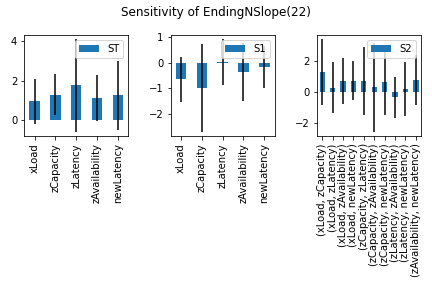 Sensitivity of EndingNSlope(22)
4
2
0
ST
xLoad
zCapacity
zLatency
zAvailability
newLatency
1
0
−1
−2
S1
xLoad
zCapacity
zLatency
zAvailability
newLatency
2
0
−2
S2
(xLoad, zCapacity)
(xLoad, zLatency)
(xLoad, zAvailability)
(xLoad, newLatency)
(zCapacity, zLatency)
(zCapacity, zAvailability)
(zCapacity, newLatency)
(zLatency, zAvailability)
(zLatency, newLatency)
(zAvailability, newLatency)